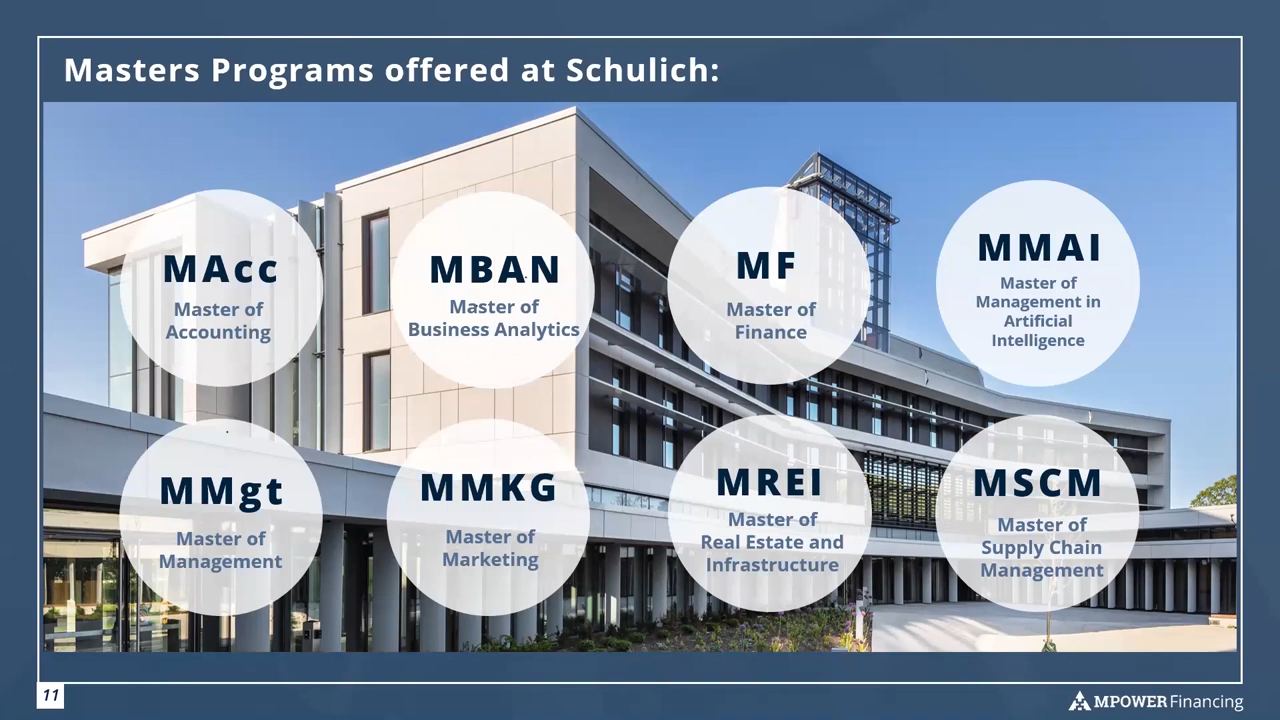 Masters Programs offered at Schulich:
MAcc
Master of
Accounting
MBAN
Master of
Business Analytics
MF
Master of
Finance
MMAI
Master of
Management in
Artificial
Intelligence
MMgt
Master of
Management
MMKG
Master of
Marketing
MREI
Master of
Real Estate and
Infrastructure
MSCM
Master of
Supply Chain
Management
11
MPOWER Financing